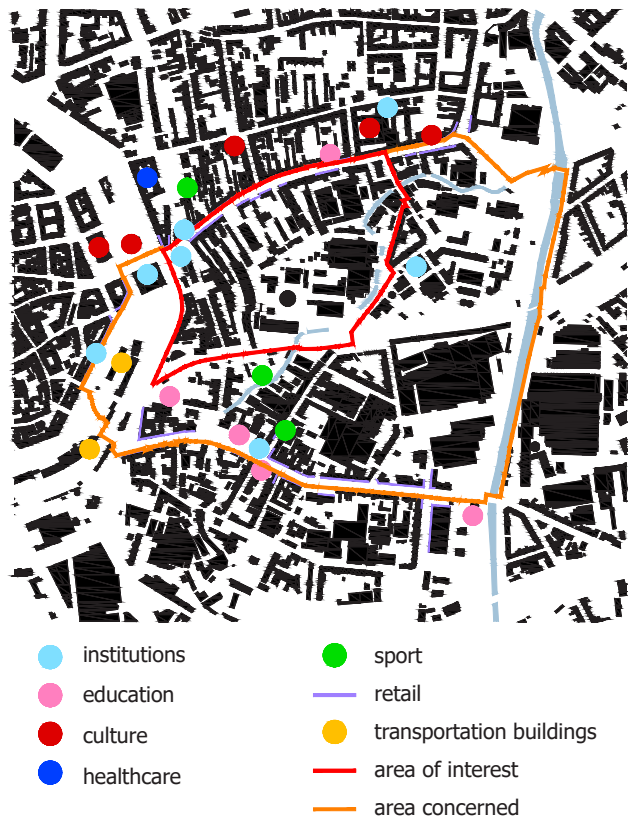 institutions
education
culture
healthcare
sport
retail
transportation buildings
area of interest
area concerned